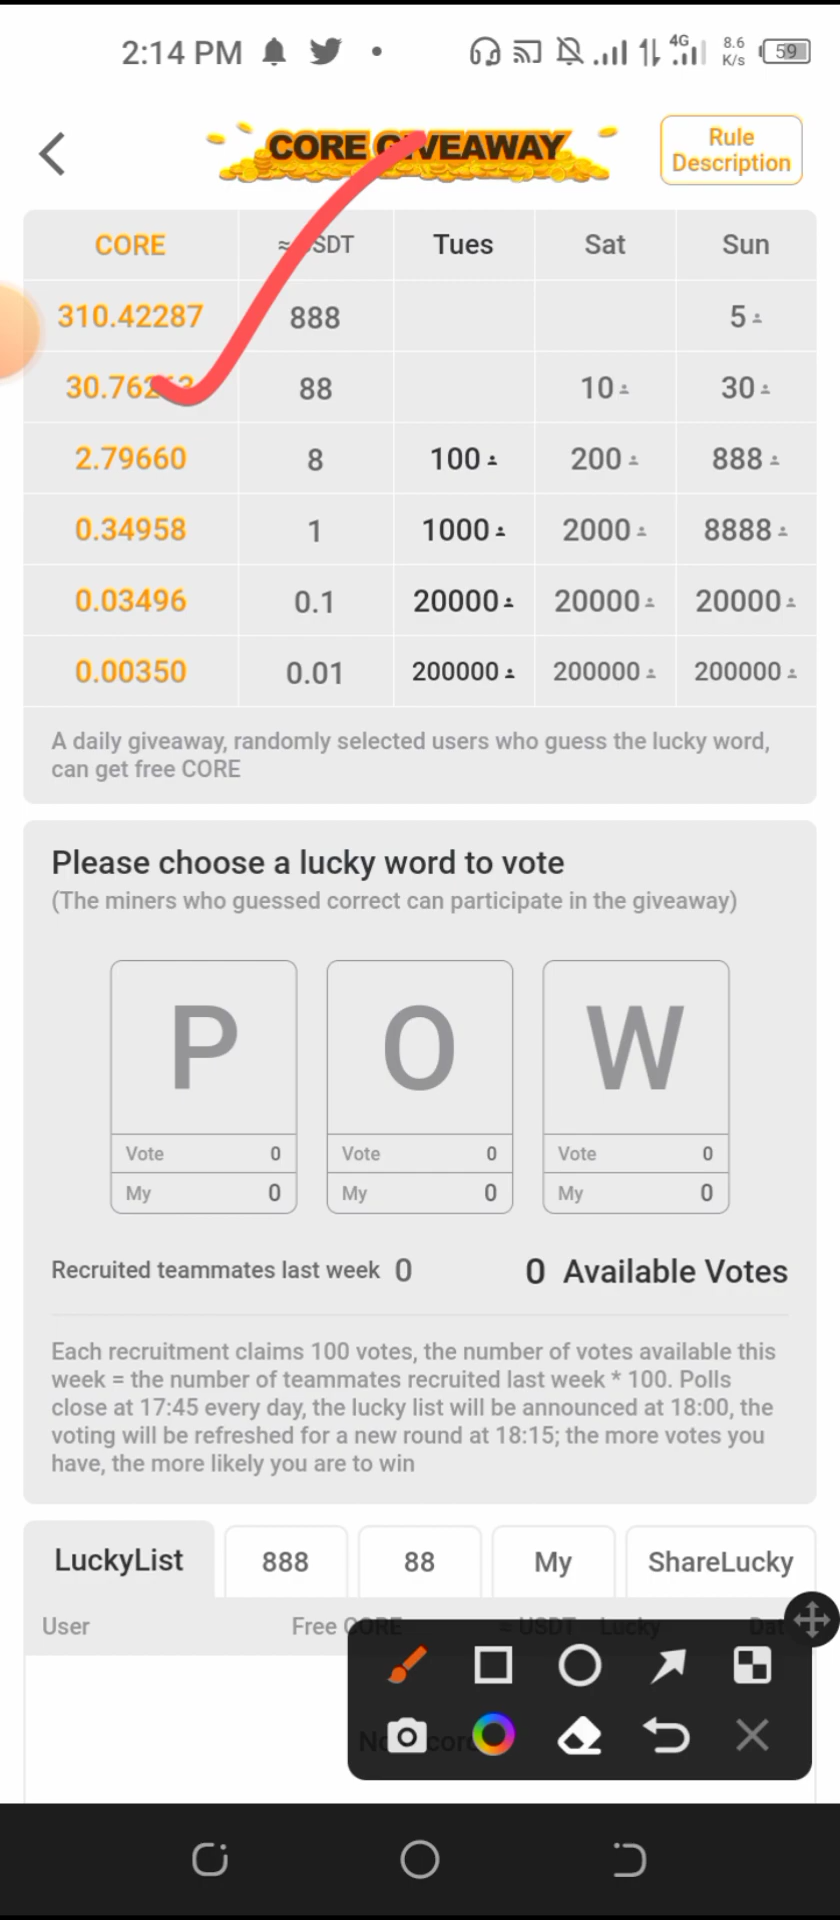 2:14 PM 4G 8.6 K/s 59
CORE GIVEAWAY
Rule
Description
CORE ≈USDT Tues Sat Sun
310.42287 888 5
88 10 30
2.79660 8 100 200 888
0.34958 1 1000 2000 8888
0.03496 0.1 20000 20000 20000
0.00350 0.01 200000 200000 200000
A daily giveaway, randomly selected users who guess the lucky word,
can get free CORE
Please choose a lucky word to vote
(The miners who guessed correct can participate in the giveaway)
P O W
Vote 0 Vote 0 Vote 0
My 0 My 0 My 0
Recruited teammates last week 0 0 Available Votes
Each recruitment claims 100 votes, the number of votes available this
week = the number of teammates recruited last week * 100. Polls
close at 17:45 every day, the lucky list will be announced at 18:00, the
voting will be refreshed for a new round at 18:15; the more votes you
have, the more likely you are to win
LuckyList 888 88 My ShareLucky
User Free CORE ≈ USDT Lucky